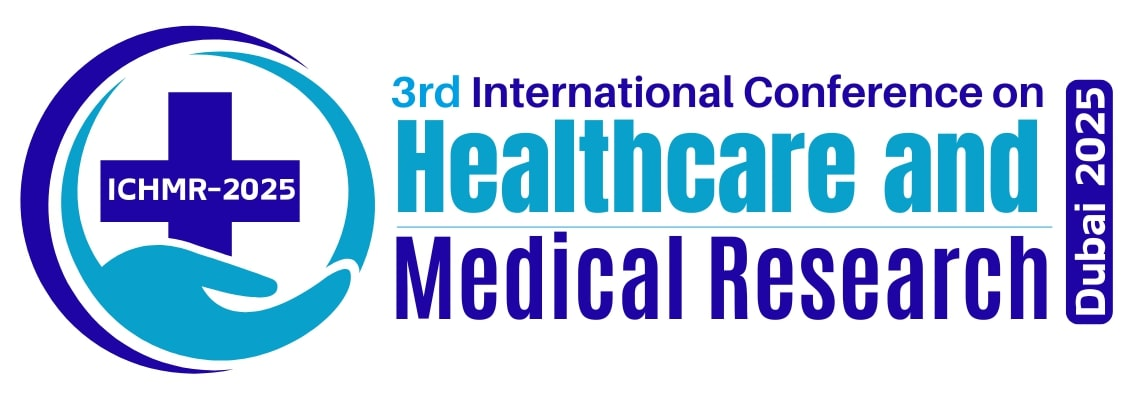 ICHMR-2025
3rd International Conference on
Healthcare and
Medical Research
Dubai 2025